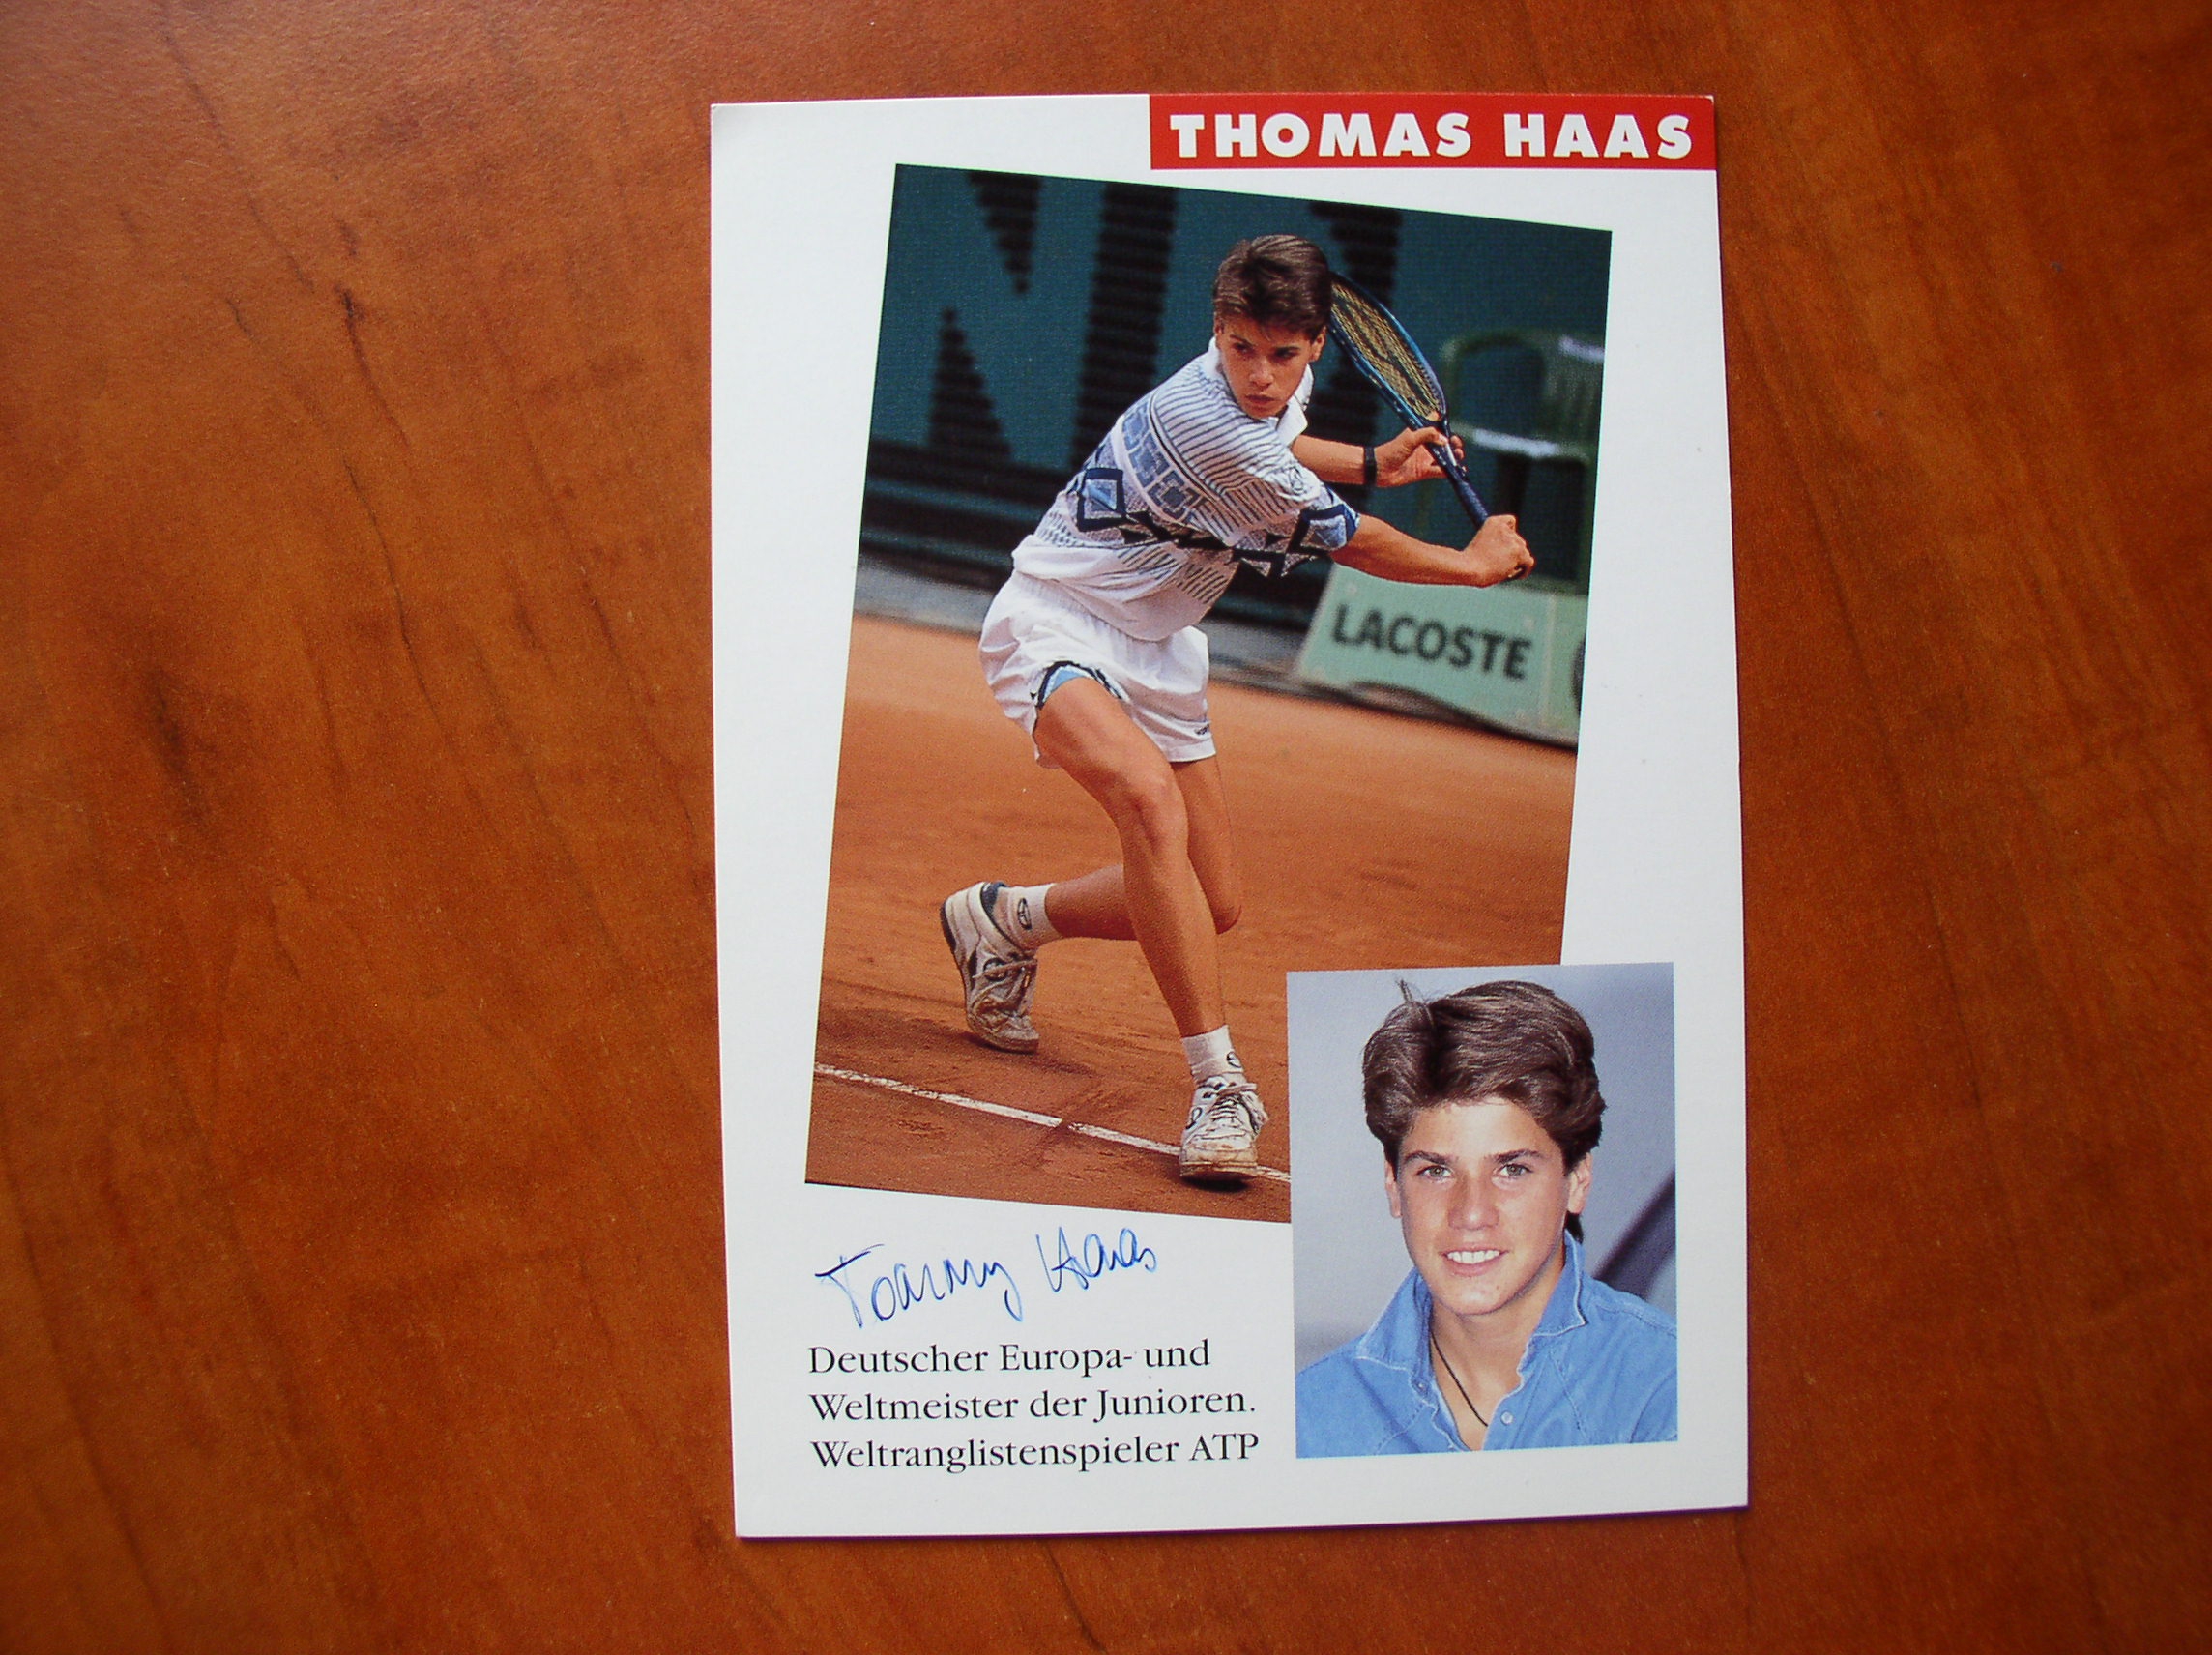 THOMAS HAAS
LACOSTE
Tommy Haas
Deutscher Europa- und
Weltmeister der Junioren.
Weltranglistenspieler ATP